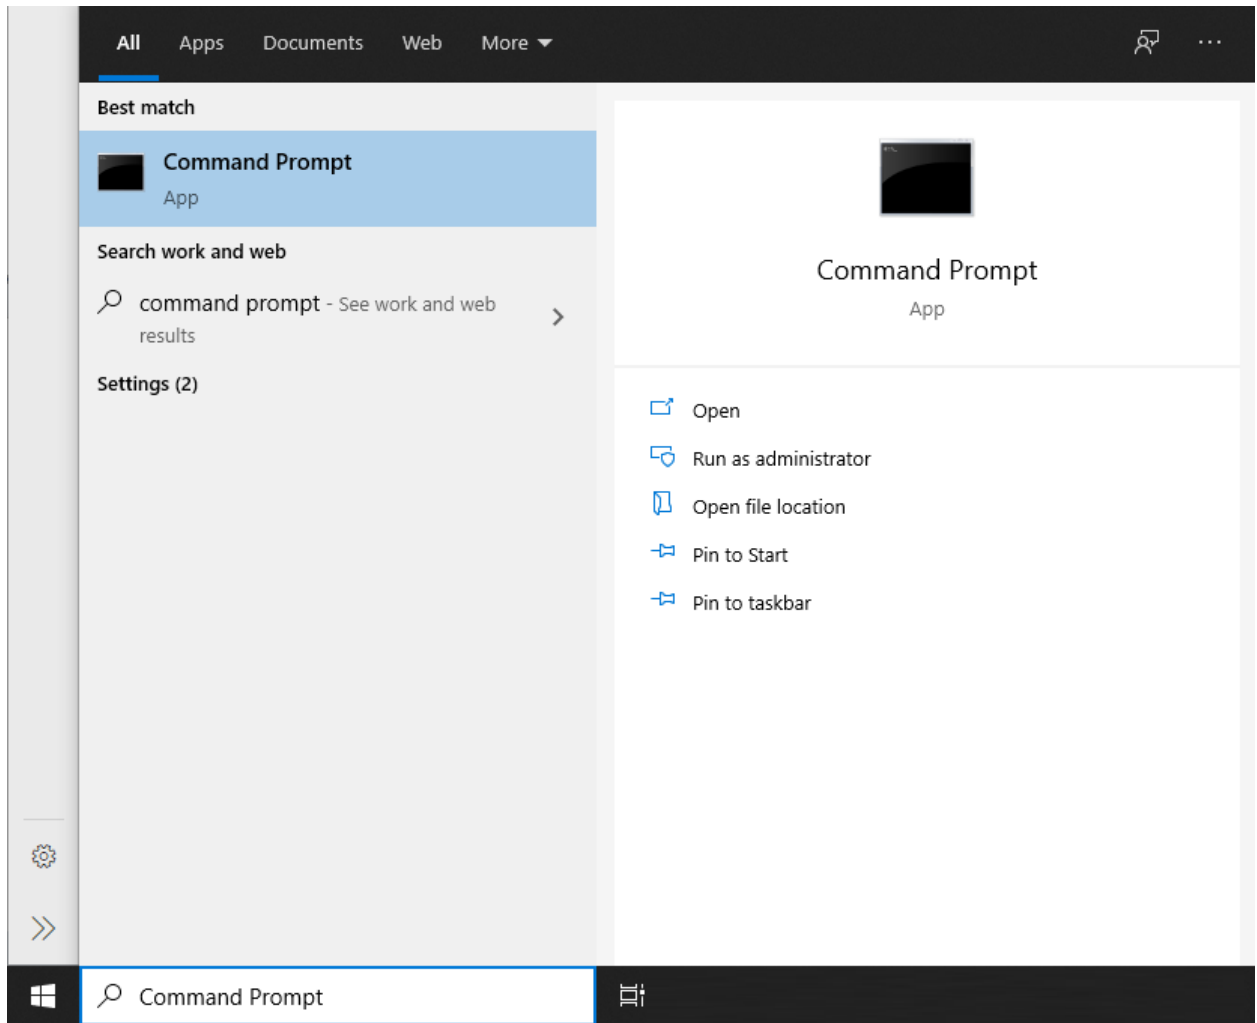 All Apps Documents Web More
Best match
Command Prompt
App
Search work and web
command prompt - See work and web
results
Settings (2)
Command Prompt
App
Open
Run as administrator
Open file location
Pin to Start
Pin to taskbar
Command Prompt